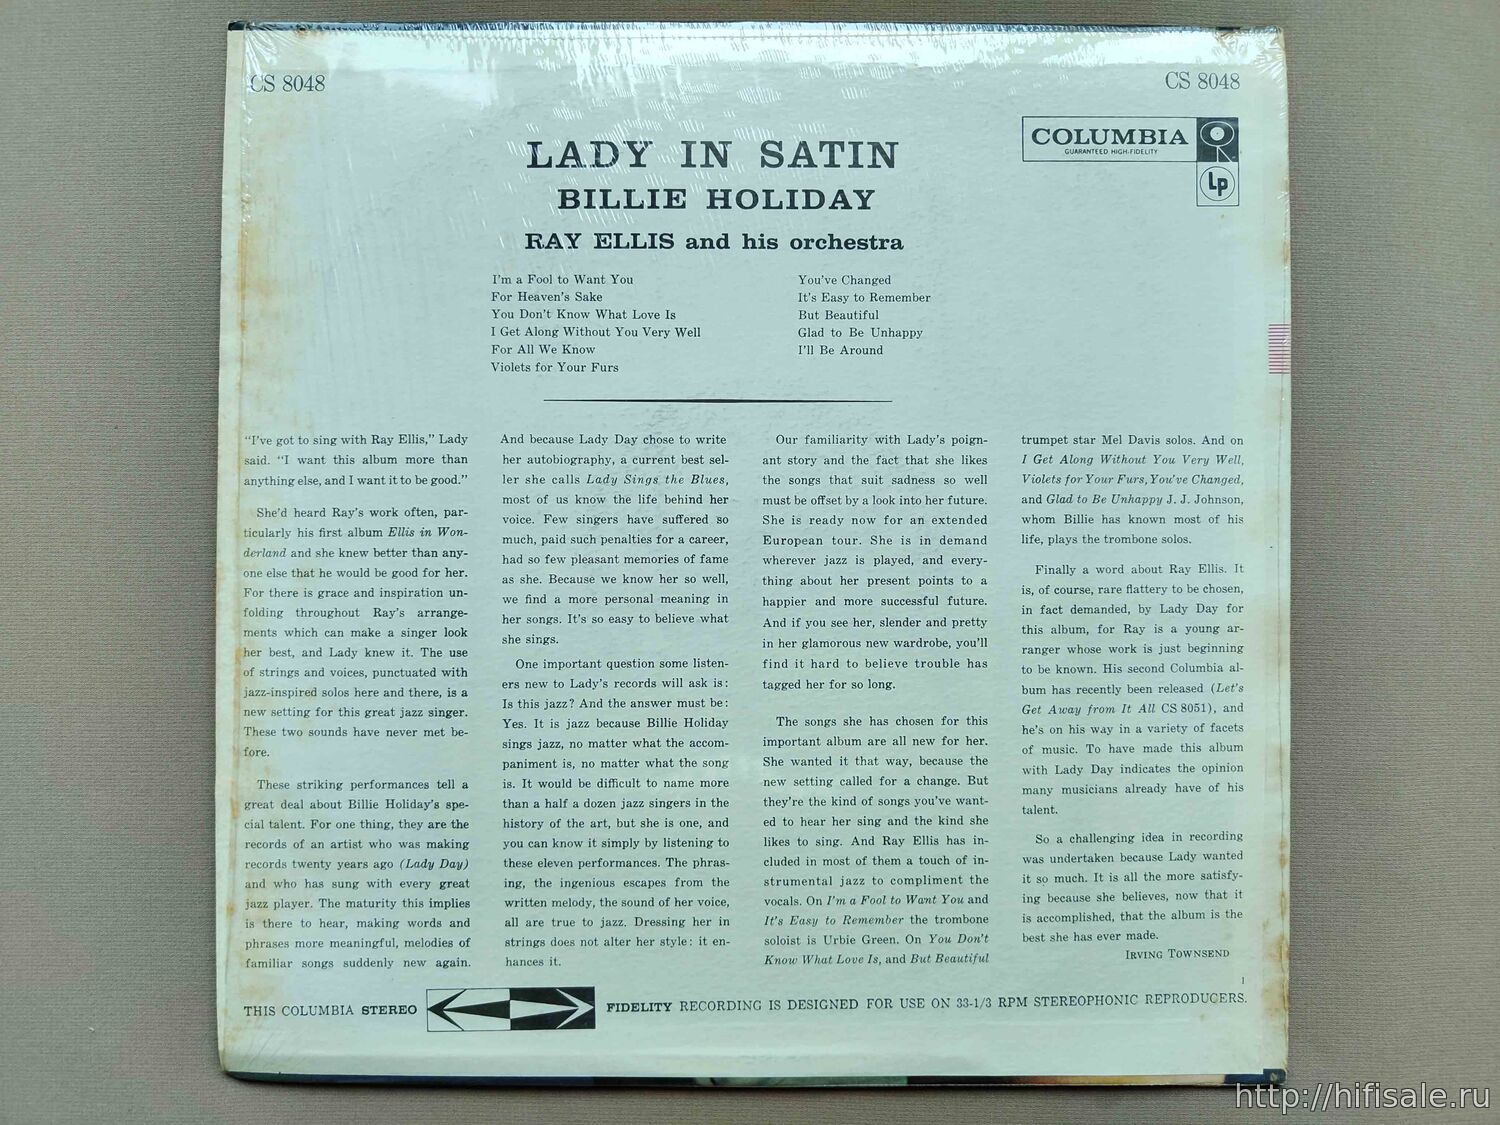 CS 8048
CS 8048
COLUMBIA
GUARANTEED HIGH-FIDELITY
Lp
LADY IN SATIN
BILLIE HOLIDAY
RAY ELLIS and his orchestra
I'm a Fool to Want You
For Heaven's Sake
You Don't Know What Love Is
I Get Along Without You Very Well
For All We Know
Violets for Your Furs
You've Changed
It's Easy to Remember
But Beautiful
Glad to Be Unhappy
I'll Be Around
"I've got to sing with Ray Ellis," Lady
said. "I want this album more than
anything else, and I want it to be good."
She'd heard Ray's work often, par-
ticularly his first album Ellis in Won-
derland and she knew better than any-
one else that he would be good for her.
For there is grace and inspiration un-
folding throughout Ray's arrange-
ments which can make a singer look
her best, and Lady knew it. The use
of strings and voices, punctuated with
jazz-inspired solos here and there, is a
new setting for this great jazz singer.
These two sounds have never met be-
fore.
These striking performances tell a
great deal about Billie Holiday's spe-
cial talent. For one thing, they are the
records of an artist who was making
records twenty years ago (Lady Day)
and who has sung with every great
jazz player. The maturity this implies
is there to hear, making words and
phrases more meaningful, melodies of
familiar songs suddenly new again.
And because Lady Day chose to write
her autobiography, a current best sel-
ler she calls Lady Sings the Blues,
most of us know the life behind her
voice. Few singers have suffered so
much, paid such penalties for a career,
had so few pleasant memories of fame
as she. Because we know her so well,
we find a more personal meaning in
her songs. It's so easy to believe what
she sings.
One important question some listen-
ers new to Lady's records will ask is:
Is this jazz? And the answer must be:
Yes. It is jazz because Billie Holiday
sings jazz, no matter what the accom-
paniment is, no matter what the song
is. It would be difficult to name more
than a half a dozen jazz singers in the
history of the art, but she is one, and
you can know it simply by listening to
these eleven performances. The phras-
ing, the ingenious escapes from the
written melody, the sound of her voice,
all are true to jazz. Dressing her in
strings does not alter her style: it en-
hances it.
Our familiarity with Lady's poign-
ant story and the fact that she likes
the songs that suit sadness so well
must be offset by a look into her future.
She is ready now for an extended
European tour. She is in demand
wherever jazz is played, and every-
thing about her present points to a
happier and more successful future.
And if you see her, slender and pretty
in her glamorous new wardrobe, you'll
find it hard to believe trouble has
tagged her for so long.
The songs she has chosen for this
important album are all new for her.
She wanted it that way, because the
new setting called for a change. But
they're the kind of songs you've want-
ed to hear her sing and the kind she
likes to sing. And Ray Ellis has in-
cluded in most of them a touch of in-
strumental jazz to compliment the
vocals. On I'm a Fool to Want You and
It's Easy to Remember the trombone
soloist is Urbie Green. On You Don't
Know What Love Is, and But Beautiful
trumpet star Mel Davis solos. And on
I Get Along Without You Very Well,
Violets for Your Furs, You've Changed,
and Glad to Be Unhappy J. J. Johnson,
whom Billie has known most of his
life, plays the trombone solos.
Finally a word about Ray Ellis. It
is, of course, rare flattery to be chosen,
in fact demanded, by Lady Day for
this album, for Ray is a young ar-
ranger whose work is just beginning
to be known. His second Columbia al-
bum has recently been released (Let's
Get Away from It All CS 8051), and
he's on his way in a variety of facets
of music. To have made this album
with Lady Day indicates the opinion
many musicians already have of his
talent.
So a challenging idea in recording
was undertaken because Lady wanted
it so much. It is all the more satisfy-
ing because she believes, now that it
is accomplished, that the album is the
best she has ever made.
IRVING TOWNSEND
1
THIS COLUMBIA STEREO FIDELITY RECORDING IS DESIGNED FOR USE ON 33-1/3 RPM STEREOPHONIC REPRODUCERS.
http://hifisale.ru